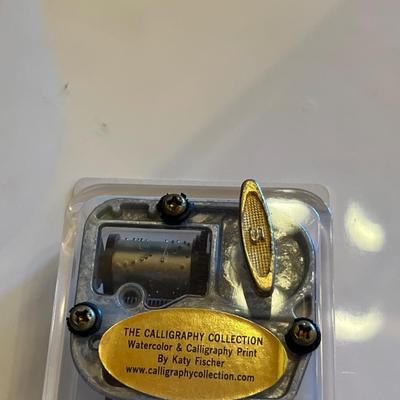 THE CALLIGRAPHY COLLECTION
Watercolor & Calligraphy Print
By Katy Fischer
www.calligraphycollection.com